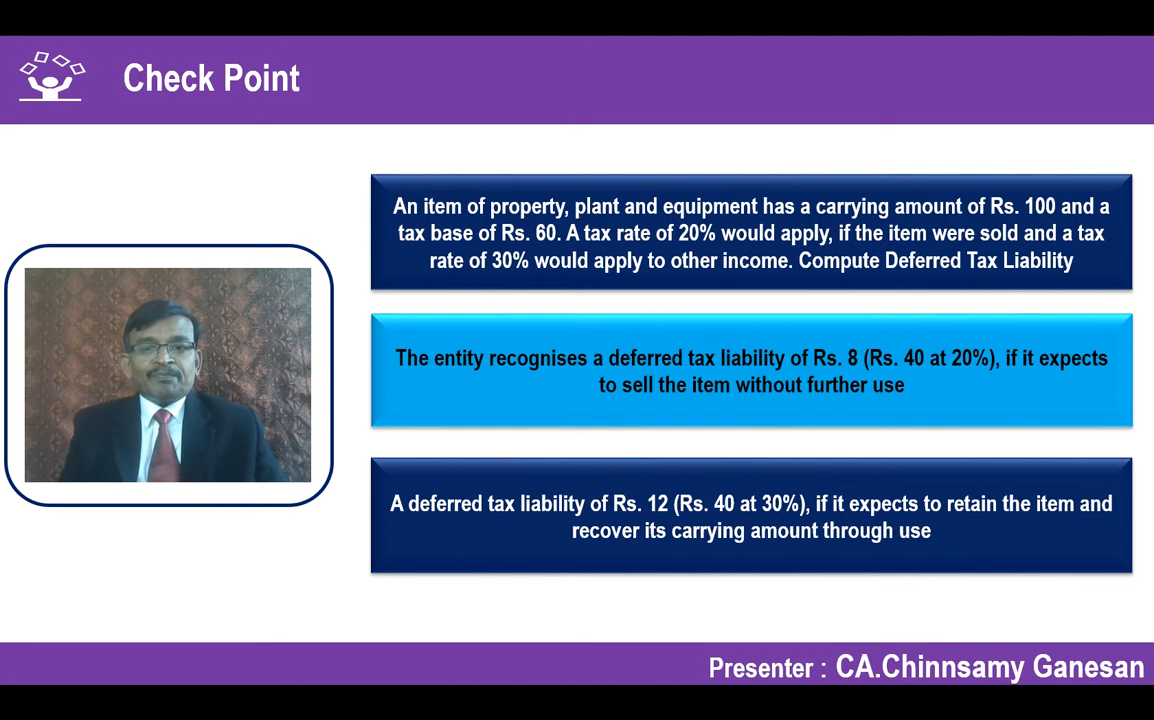 Check Point
An item of property, plant and equipment has a carrying amount of Rs. 100 and a
tax base of Rs. 60. A tax rate of 20% would apply, if the item were sold and a tax
rate of 30% would apply to other income. Compute Deferred Tax Liability
The entity recognises a deferred tax liability of Rs. 8 (Rs. 40 at 20%), if it expects
to sell the item without further use
A deferred tax liability of Rs. 12 (Rs. 40 at 30%), if it expects to retain the item and
recover its carrying amount through use
Presenter : CA.Chinnsamy Ganesan